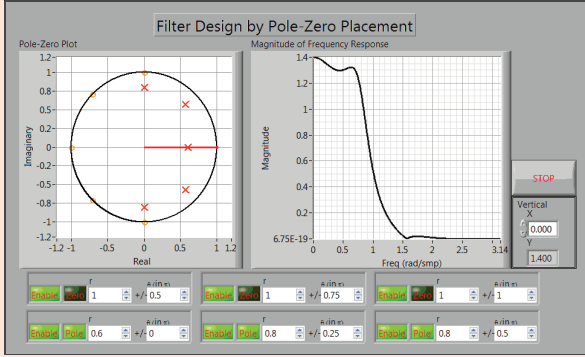 Filter Design by Pole-Zero Placement
Pole-Zero Plot
Magnitude of Frequency Response
1.2
1
0.8
0.5
0.2
0
-0.2
-0.5
-0.8
-1
-1.2
Imaginary
-1.2 -1 -0.6 0 0.6 1 1.2
Real
1.4
1.2
1
0.8
0.6
0.4
0.2
6.75E-19
Magnitude
0 0.5 1 1.5 2 2.5 3.14
Freq (rad/smp)
STOP
Vertical
X
0.000
Y
1.400
r
Enable Zero 1 +/- 0.5
r
Enable Zero 1 +/- 0.75
r
Enable Zero 1 +/- 1
r
Enable Pole 0.6 +/- 0
r
Enable Pole 0.8 +/- 0.25
r
Enable Pole 0.8 +/- 0.5